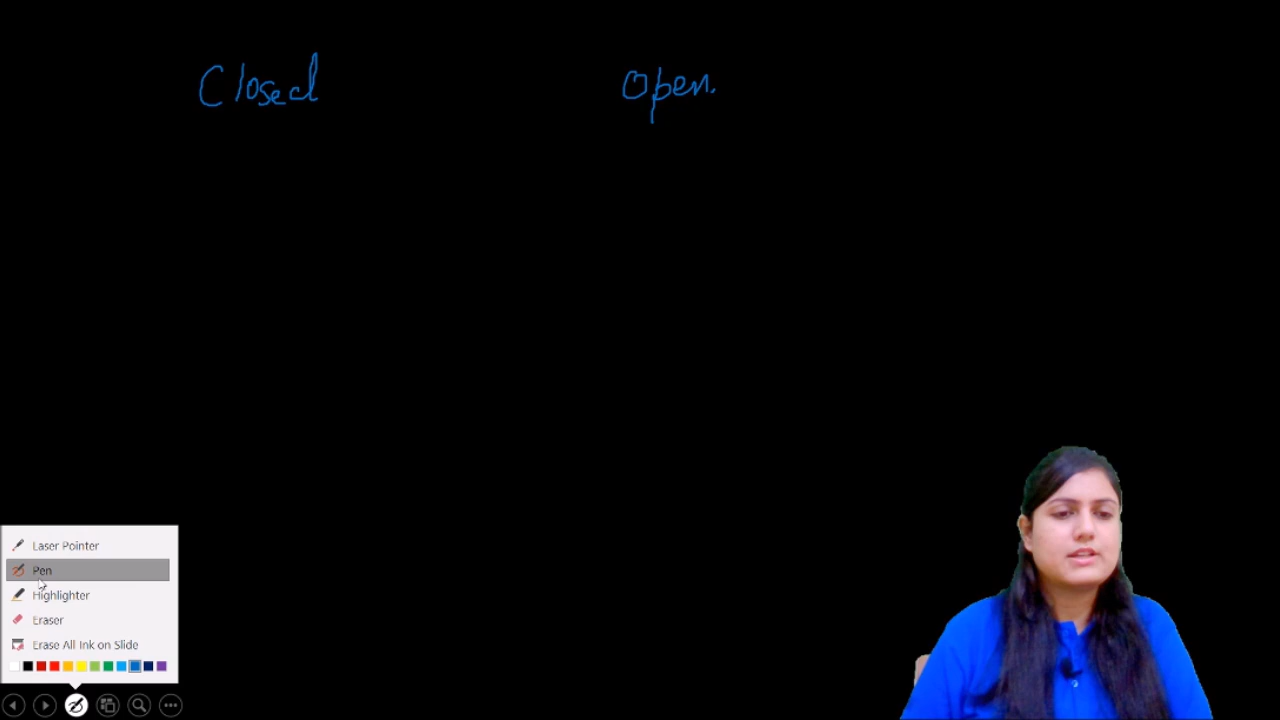 Closed Open.
Laser Pointer
Pen
Highlighter
Eraser
Erase All Ink on Slide